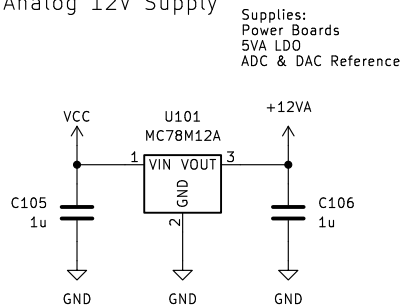 Analog 12V Supply
Supplies:
Power Boards
5VA LDO
ADC & DAC Reference
VCC
U101
MC78M12A
+12VA
1
VIN VOUT
3
GND
2
C105
1u
C106
1u
GND
GND
GND